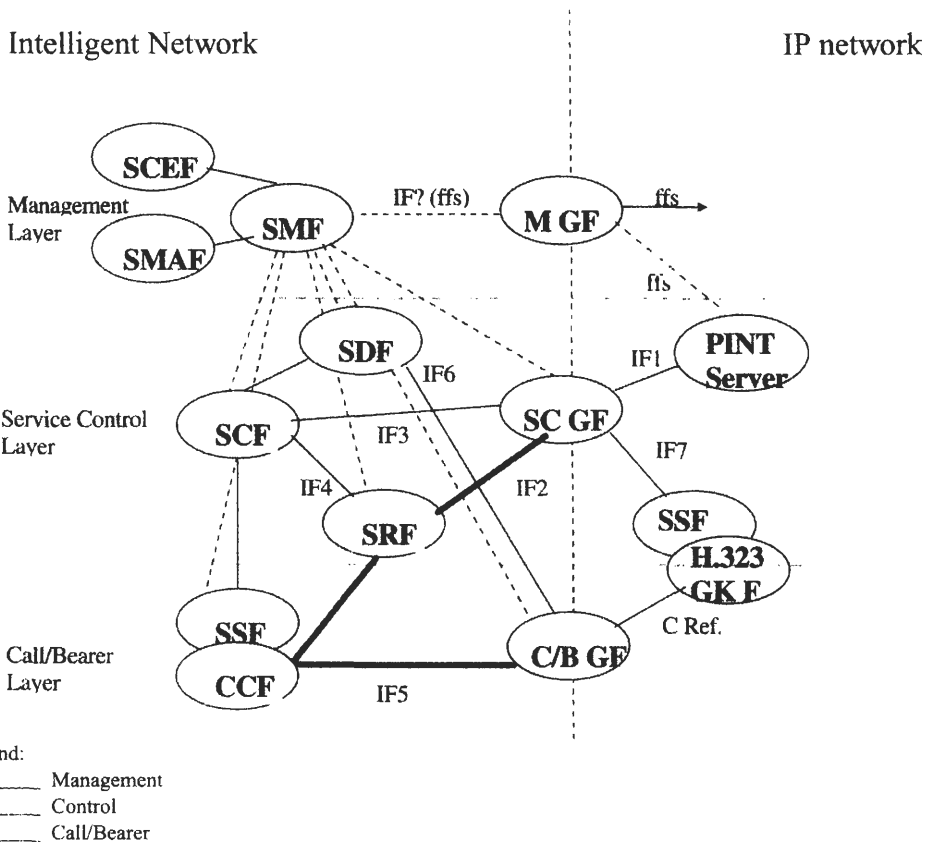 Intelligent Network
IP network
SCEF
Management
Layer
IF? (ffs)
ffs
SMF
M GF
SMAF
ffs
SDF
PINT
Server
IF6
IF1
Service Control
Layer
SCF
SC GF
IF3
IF7
IF4
IF2
SRF
SSF
H.323
GK F
SSF
C Ref.
Call/Bearer
Layer
C/B GF
CCF
IF5
nd:
Management
Control
Call/Bearer